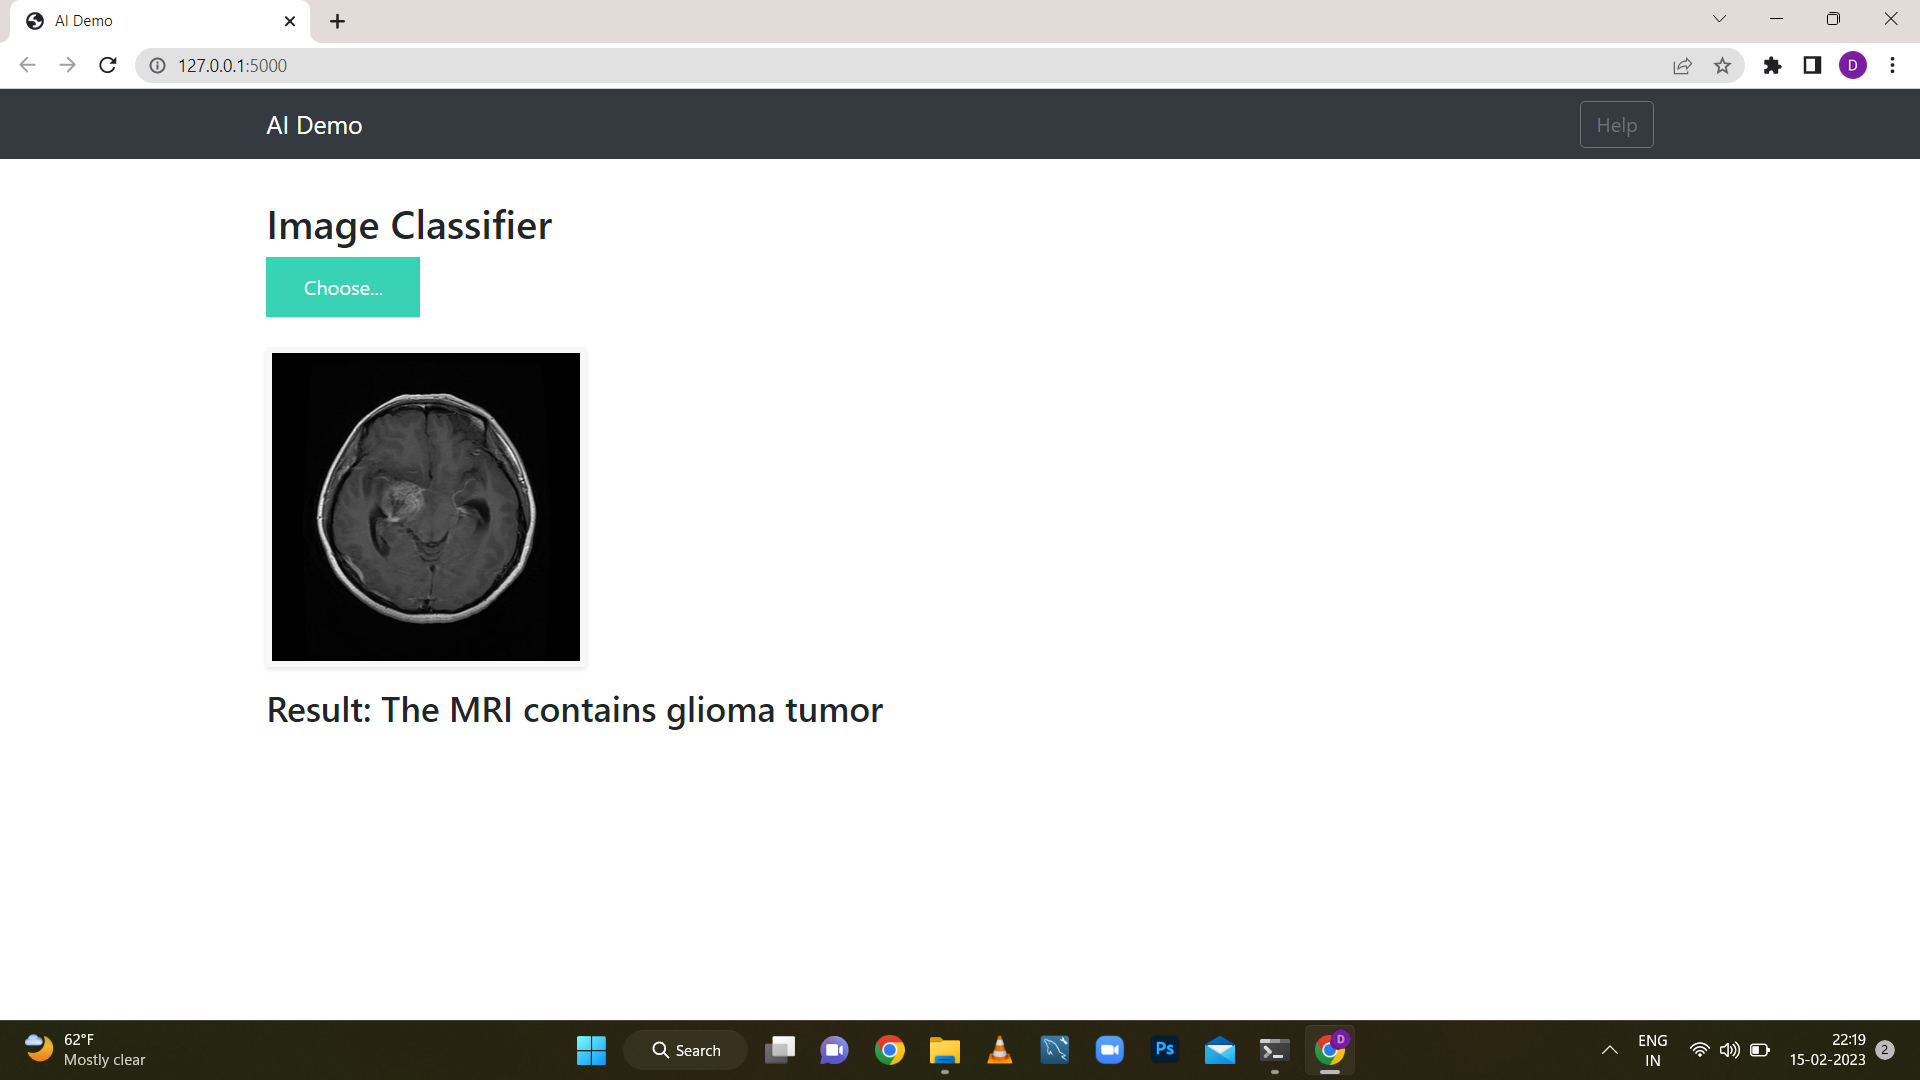 AI Demo
127.0.0.1:5000
D
AI Demo
Help
Image Classifier
Choose...
Result: The MRI contains glioma tumor
62°F
Mostly clear
Search
Ps
D
ENG
IN
22:19
15-02-2023
2